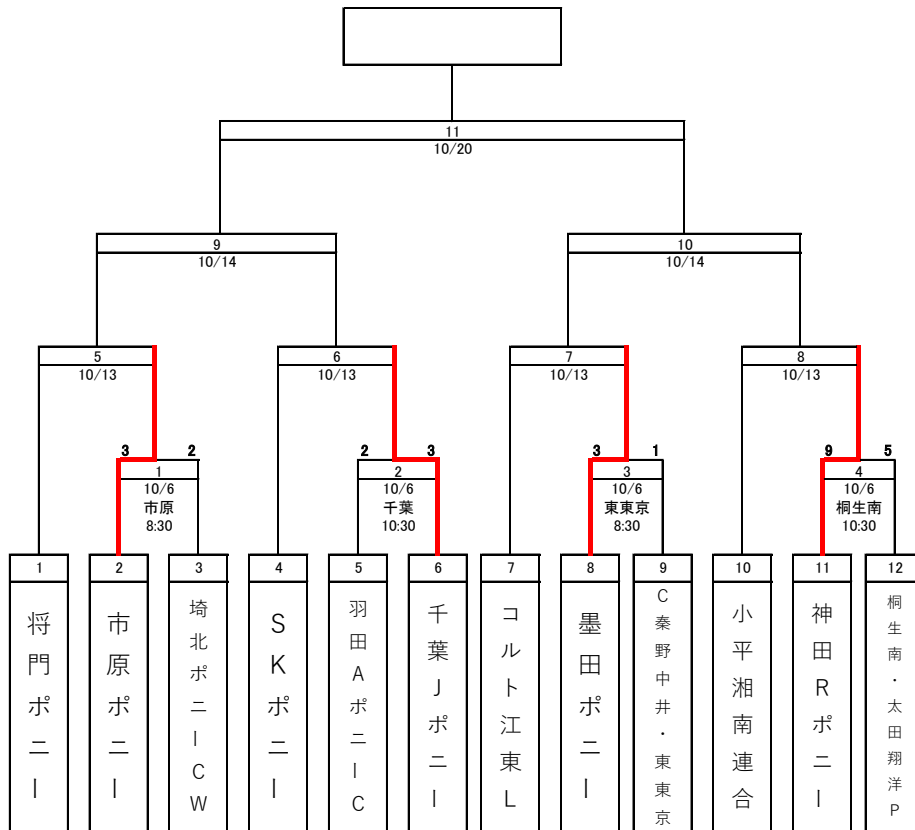 11
10/20
9
10
10/14
10/14
5
6
7
8
10/13
10/13
10/13
10/13
3 2
2 3
3 1
9 5
1
2
3
4
10/6
10/6
10/6
10/6
市原
千葉
東東京
桐生南
8:30
10:30
8:30
10:30
1
2
3
4
5
6
7
8
9
10
11
12
将門ポニー
市原ポニー
埼北ポニーCW
SKポニー
羽田AポニーC
千葉Jポニー
コルト江東L
墨田ポニー
C秦野中井・東東京
小平湘南連合
神田Rポニー
桐生南・太田翔洋P